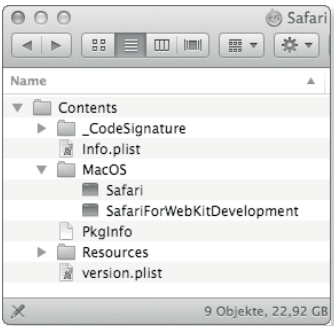 Safari
Name
Contents
_CodeSignature
Info.plist
MacOS
Safari
SafariForWebKitDevelopment
PkgInfo
Resources
version.plist
9 Objekte, 22,92 GB